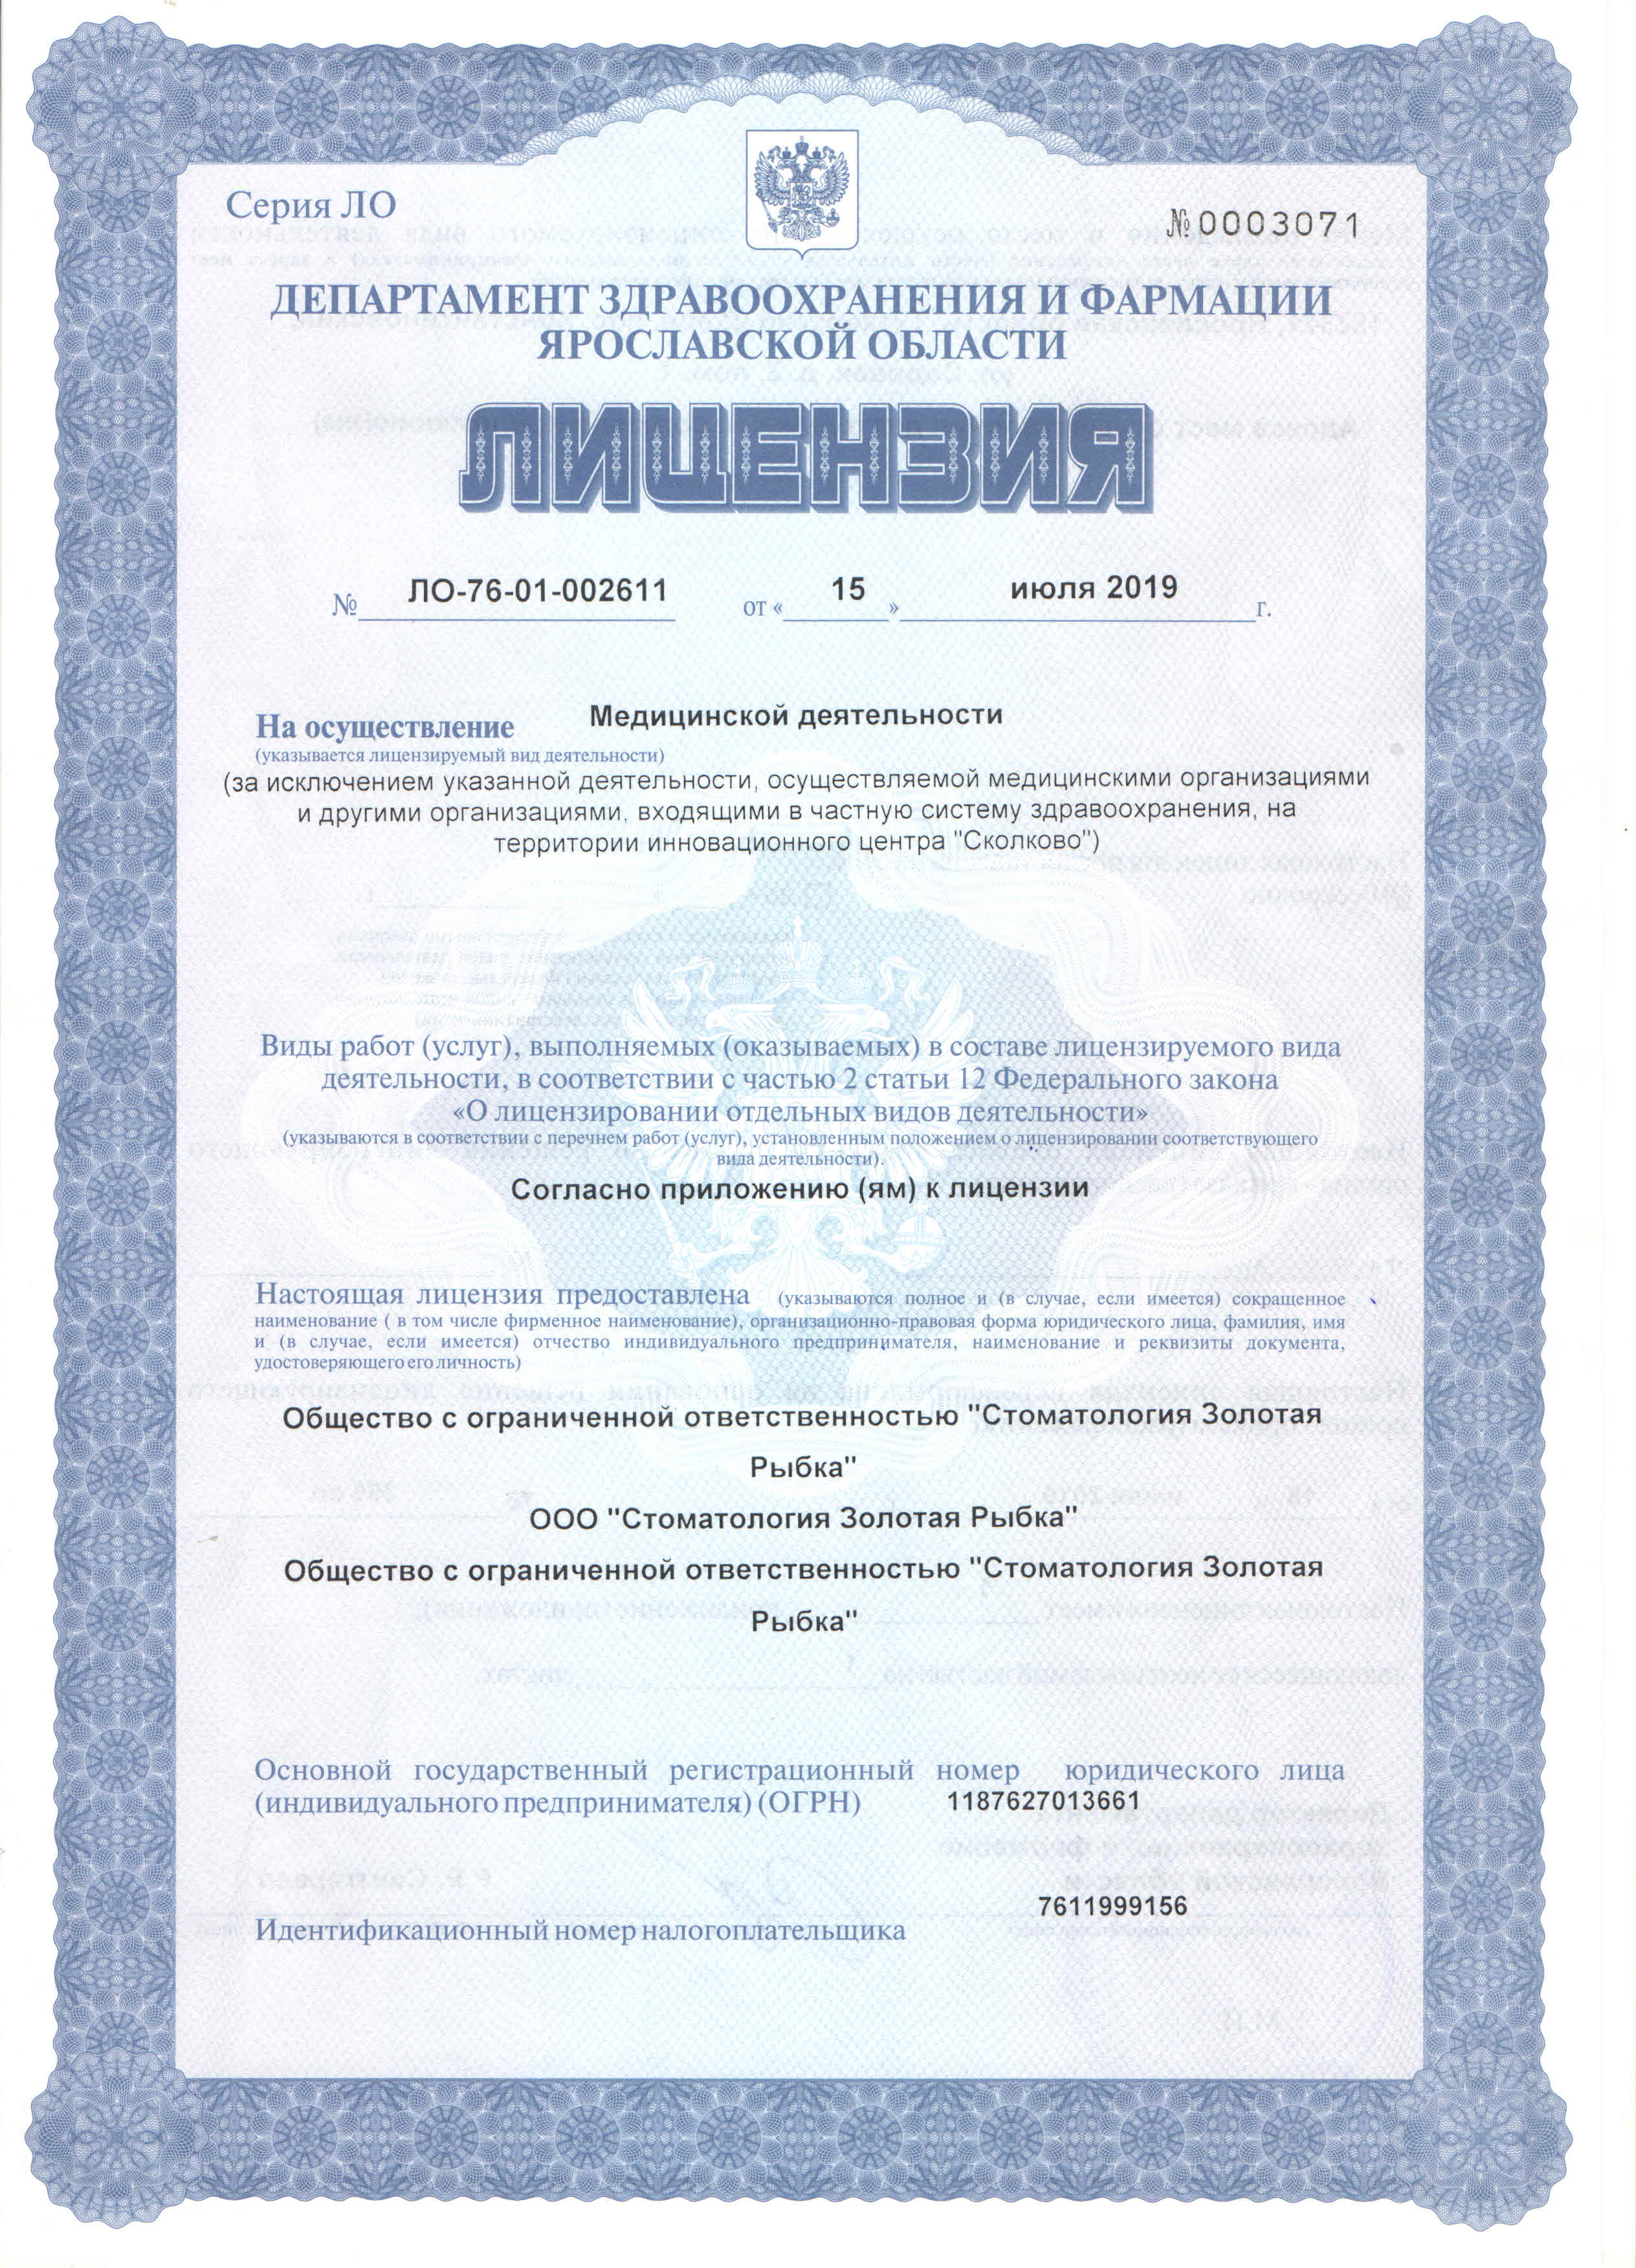 Серия ЛО
№ 0003071
ДЕПАРТАМЕНТ ЗДРАВООХРАНЕНИЯ И ФАРМАЦИИ
ЯРОСЛАВСКОЙ ОБЛАСТИ
ЛИЦЕНЗИЯ
№ ЛО-76-01-002611 от « 15 » июля 2019 г.
На осуществление Медицинской деятельности
(указывается лицензируемый вид деятельности)
(за исключением указанной деятельности, осуществляемой медицинскими организациями
и другими организациями, входящими в частную систему здравоохранения, на
территории инновационного центра "Сколково")
Виды работ (услуг), выполняемых (оказываемых) в составе лицензируемого вида
деятельности, в соответствии с частью 2 статьи 12 Федерального закона
«О лицензировании отдельных видов деятельности»
(указываются в соответствии с перечнем работ (услуг), установленным положением о лицензировании соответствующего
вида деятельности).
Согласно приложению (ям) к лицензии
Настоящая лицензия предоставлена (указываются полное и (в случае, если имеется) сокращенное
наименование ( в том числе фирменное наименование), организационно-правовая форма юридического лица, фамилия, имя
и (в случае, если имеется) отчество индивидуального предпринимателя, наименование и реквизиты документа,
удостоверяющего его личность)
Общество с ограниченной ответственностью "Стоматология Золотая
Рыбка"
ООО "Стоматология Золотая Рыбка"
Общество с ограниченной ответственностью "Стоматология Золотая
Рыбка"
Основной государственный регистрационный номер юридического лица
(индивидуального предпринимателя) (ОГРН) 1187627013661
Идентификационный номер налогоплательщика 7611999156